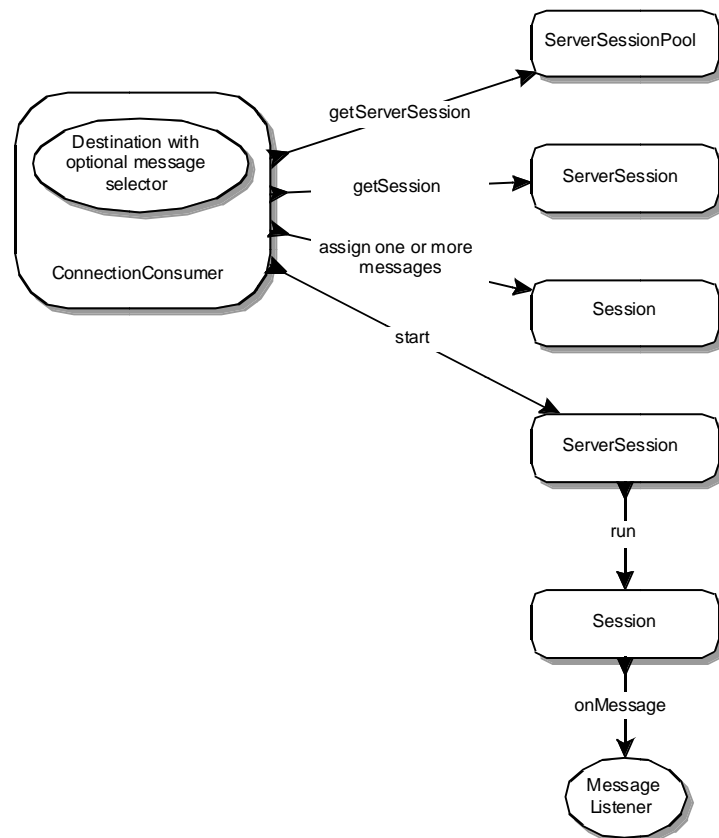 ServerSessionPool
getServerSession
Destination with
optional message
selector
ServerSession
getSession
assign one or more
messages
ConnectionConsumer
Session
start
ServerSession
run
Session
onMessage
Message
Listener